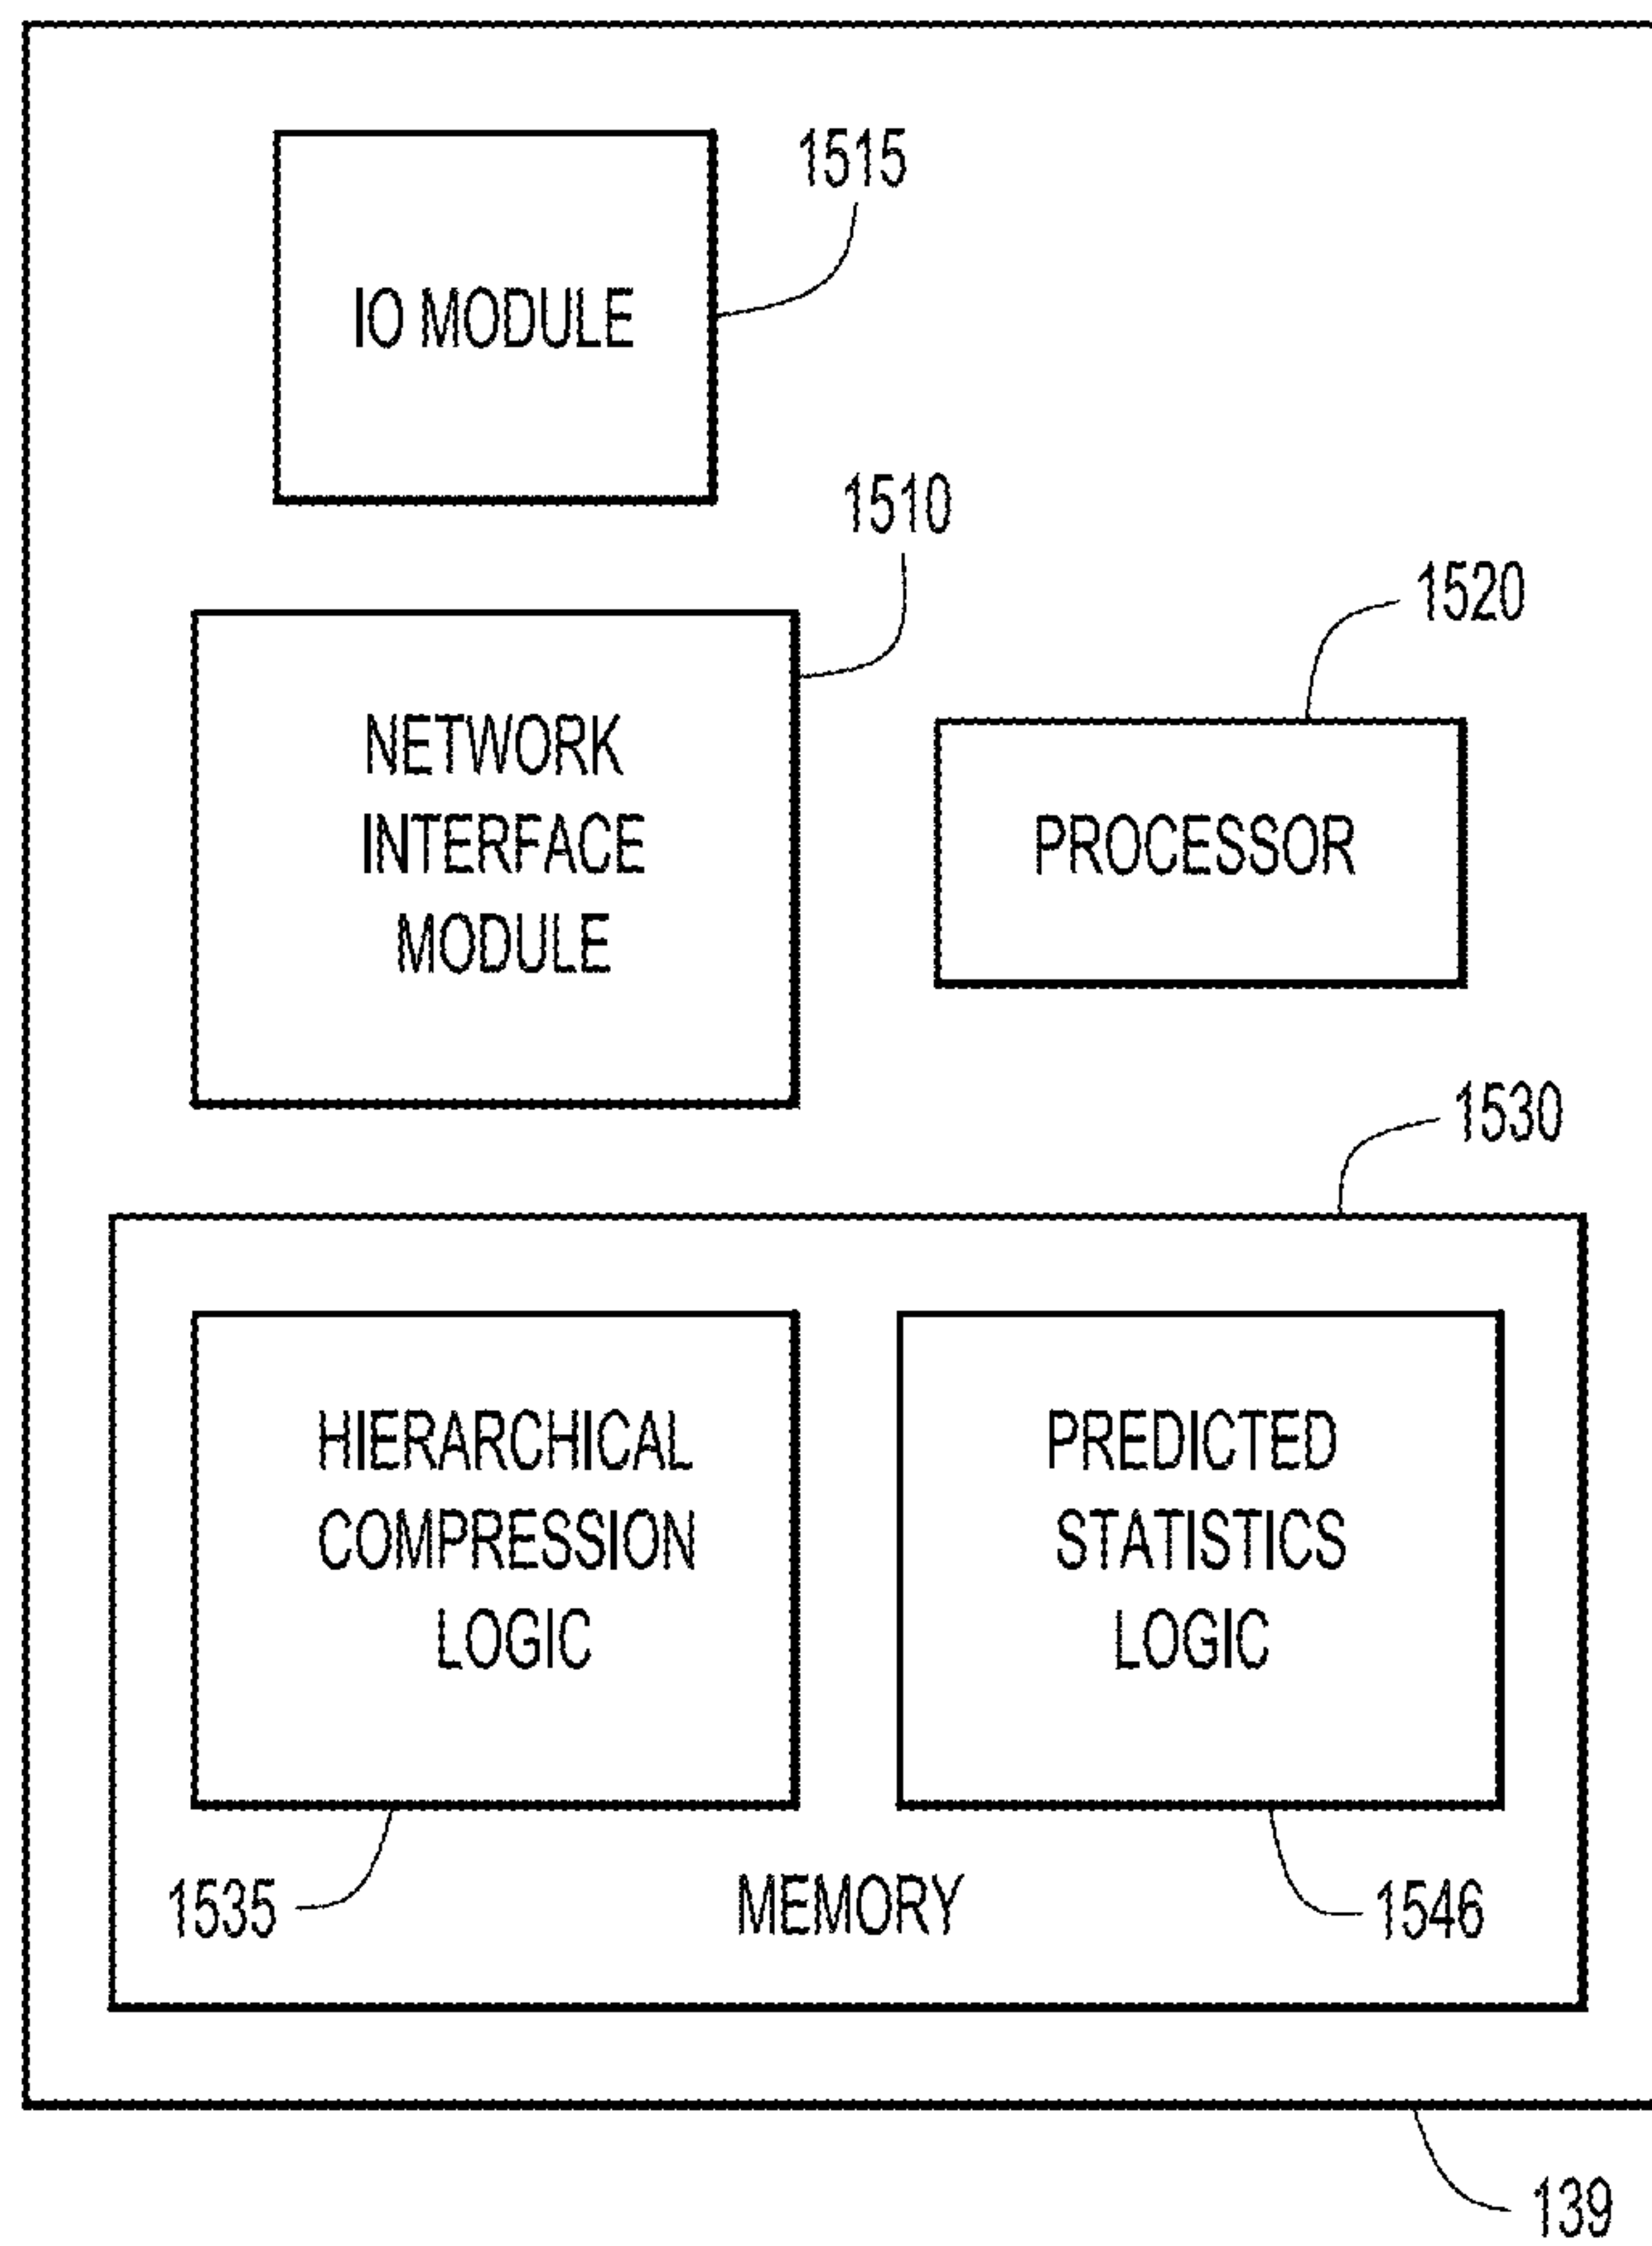 1515
IO MODULE
1510
NETWORK
INTERFACE
MODULE
1520
PROCESSOR
1530
HIERARCHICAL
COMPRESSION
LOGIC
PREDICTED
STATISTICS
LOGIC
1535
MEMORY
1546
139